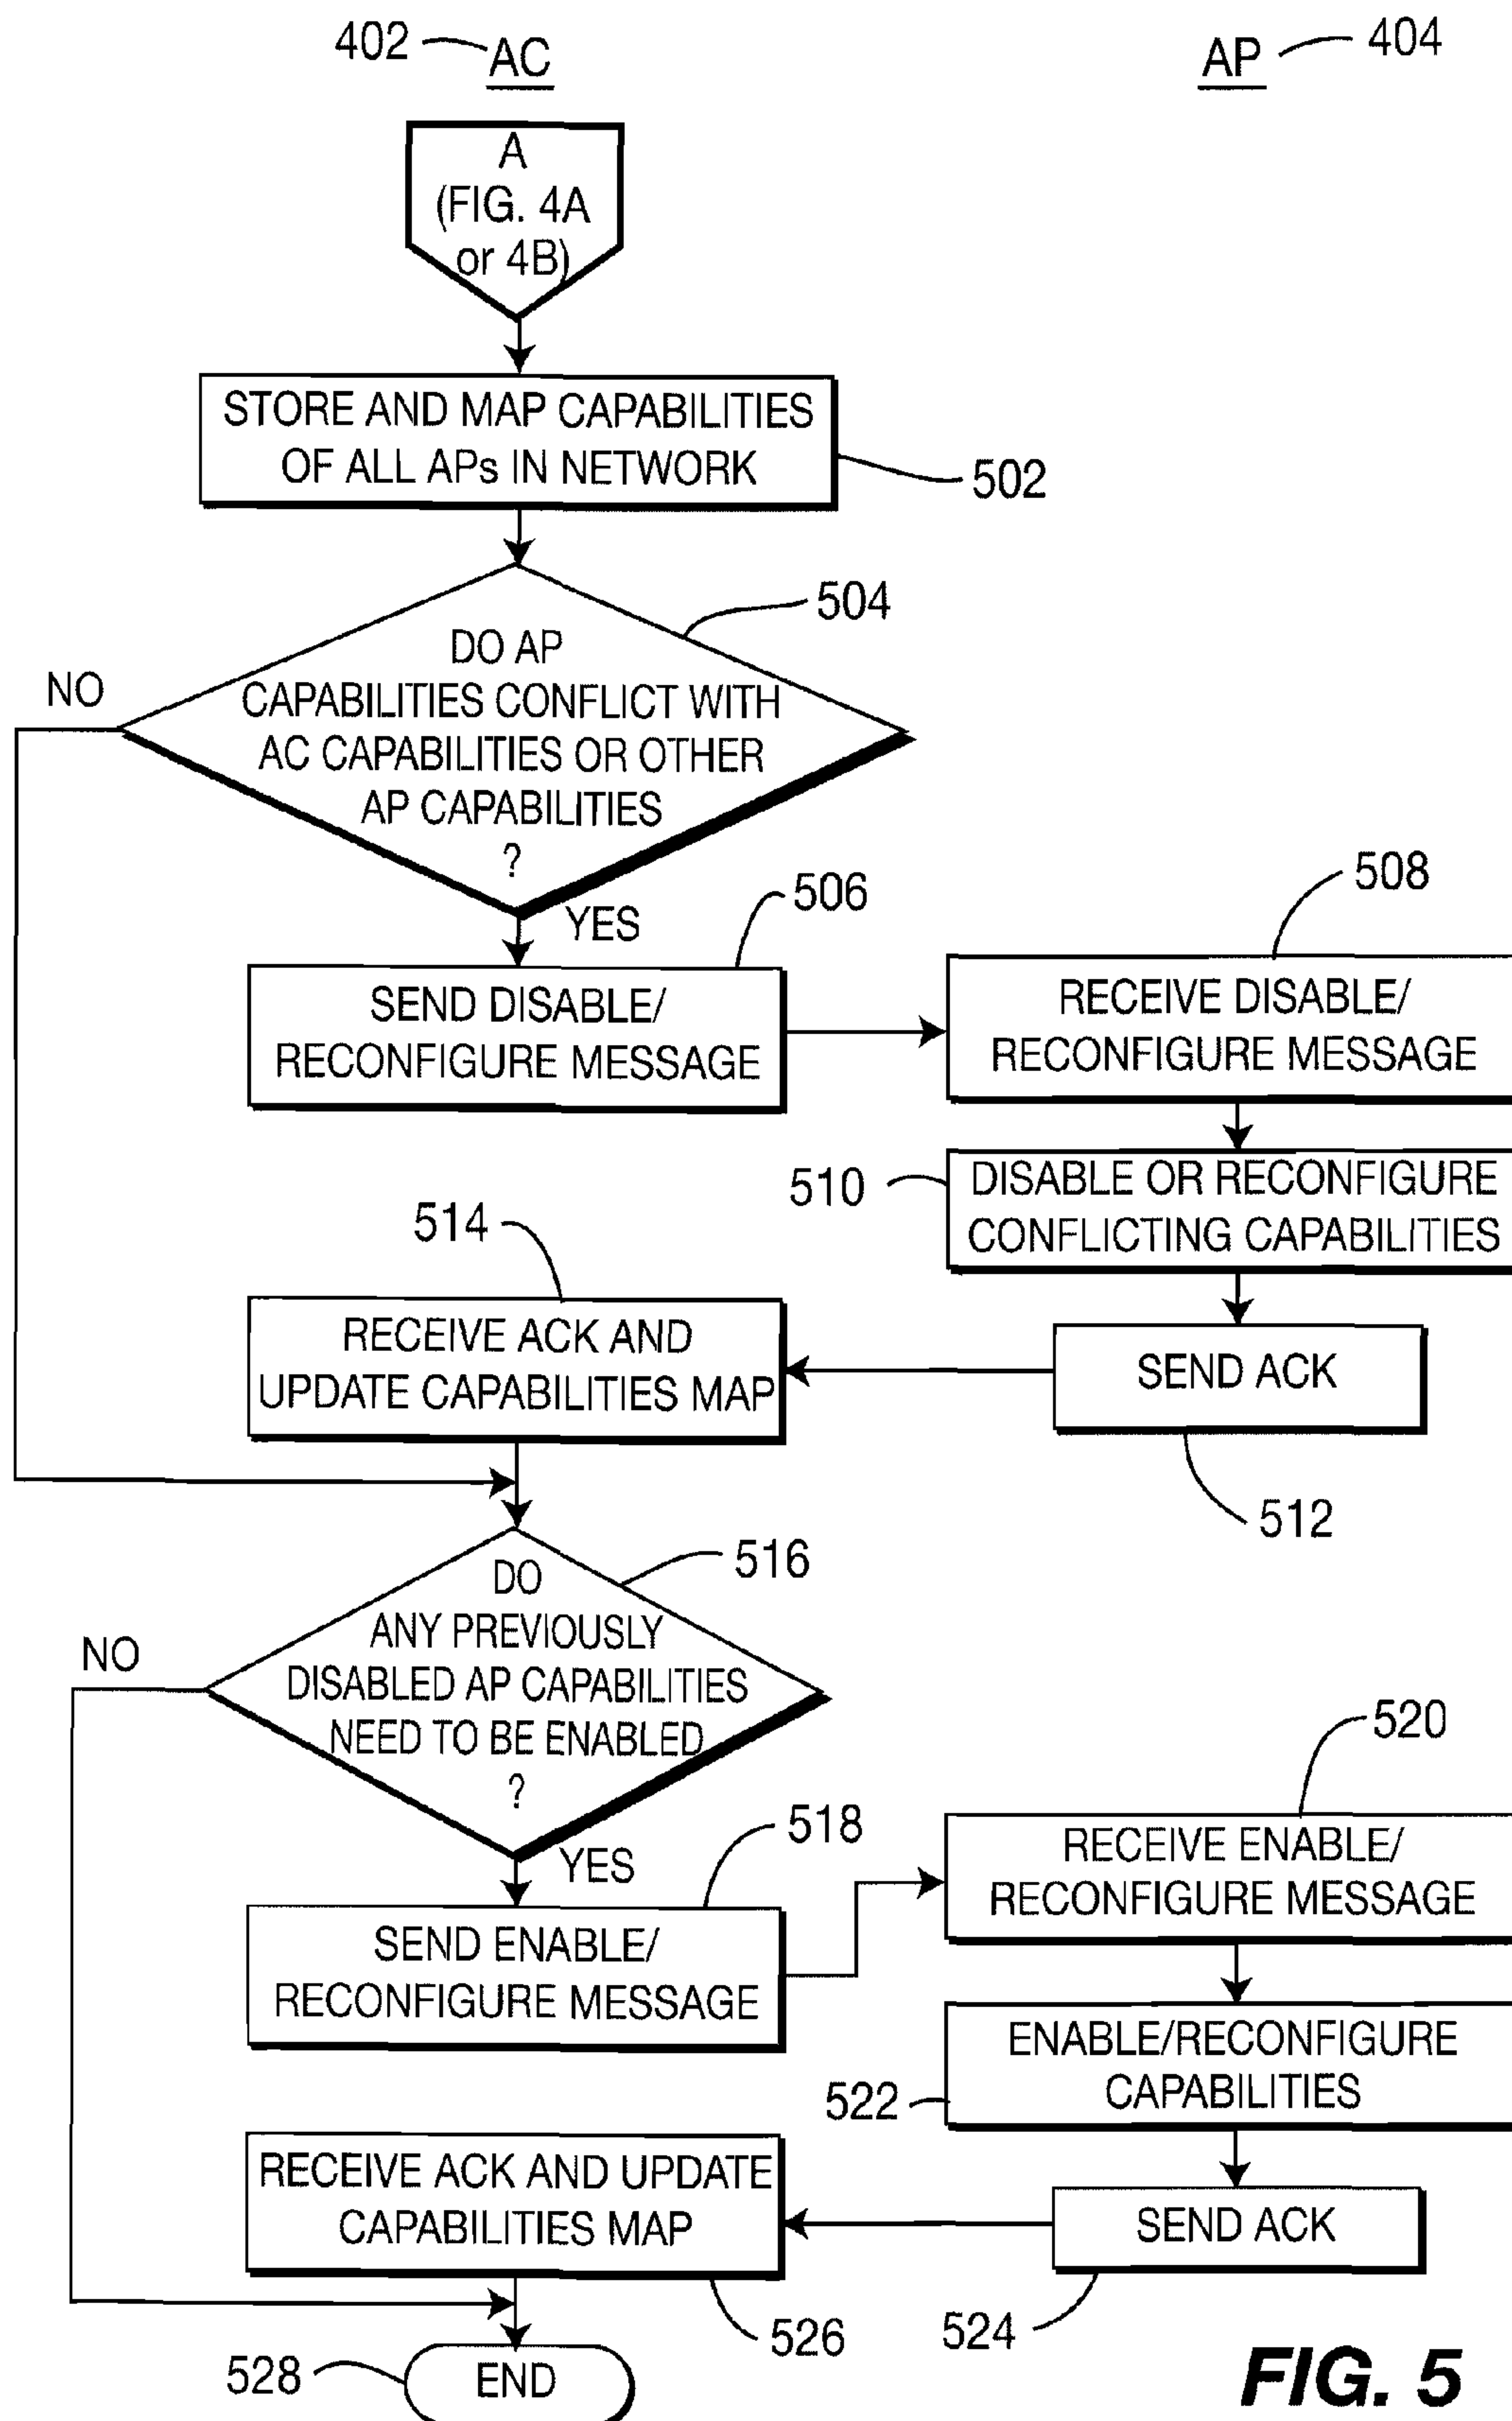 402
AC
AP
404
A
(FIG. 4A
or 4B)
STORE AND MAP CAPABILITIES
OF ALL APs IN NETWORK
502
504
DO AP
CAPABILITIES CONFLICT WITH
AC CAPABILITIES OR OTHER
AP CAPABILITIES
?
NO
YES
506
SEND DISABLE/
RECONFIGURE MESSAGE
508
RECEIVE DISABLE/
RECONFIGURE MESSAGE
510
DISABLE OR RECONFIGURE
CONFLICTING CAPABILITIES
514
RECEIVE ACK AND
UPDATE CAPABILITIES MAP
SEND ACK
512
516
DO
ANY PREVIOUSLY
DISABLED AP CAPABILITIES
NEED TO BE ENABLED
?
NO
YES
518
SEND ENABLE/
RECONFIGURE MESSAGE
520
RECEIVE ENABLE/
RECONFIGURE MESSAGE
522
ENABLE/RECONFIGURE
CAPABILITIES
RECEIVE ACK AND UPDATE
CAPABILITIES MAP
SEND ACK
526
524
528
END
FIG. 5